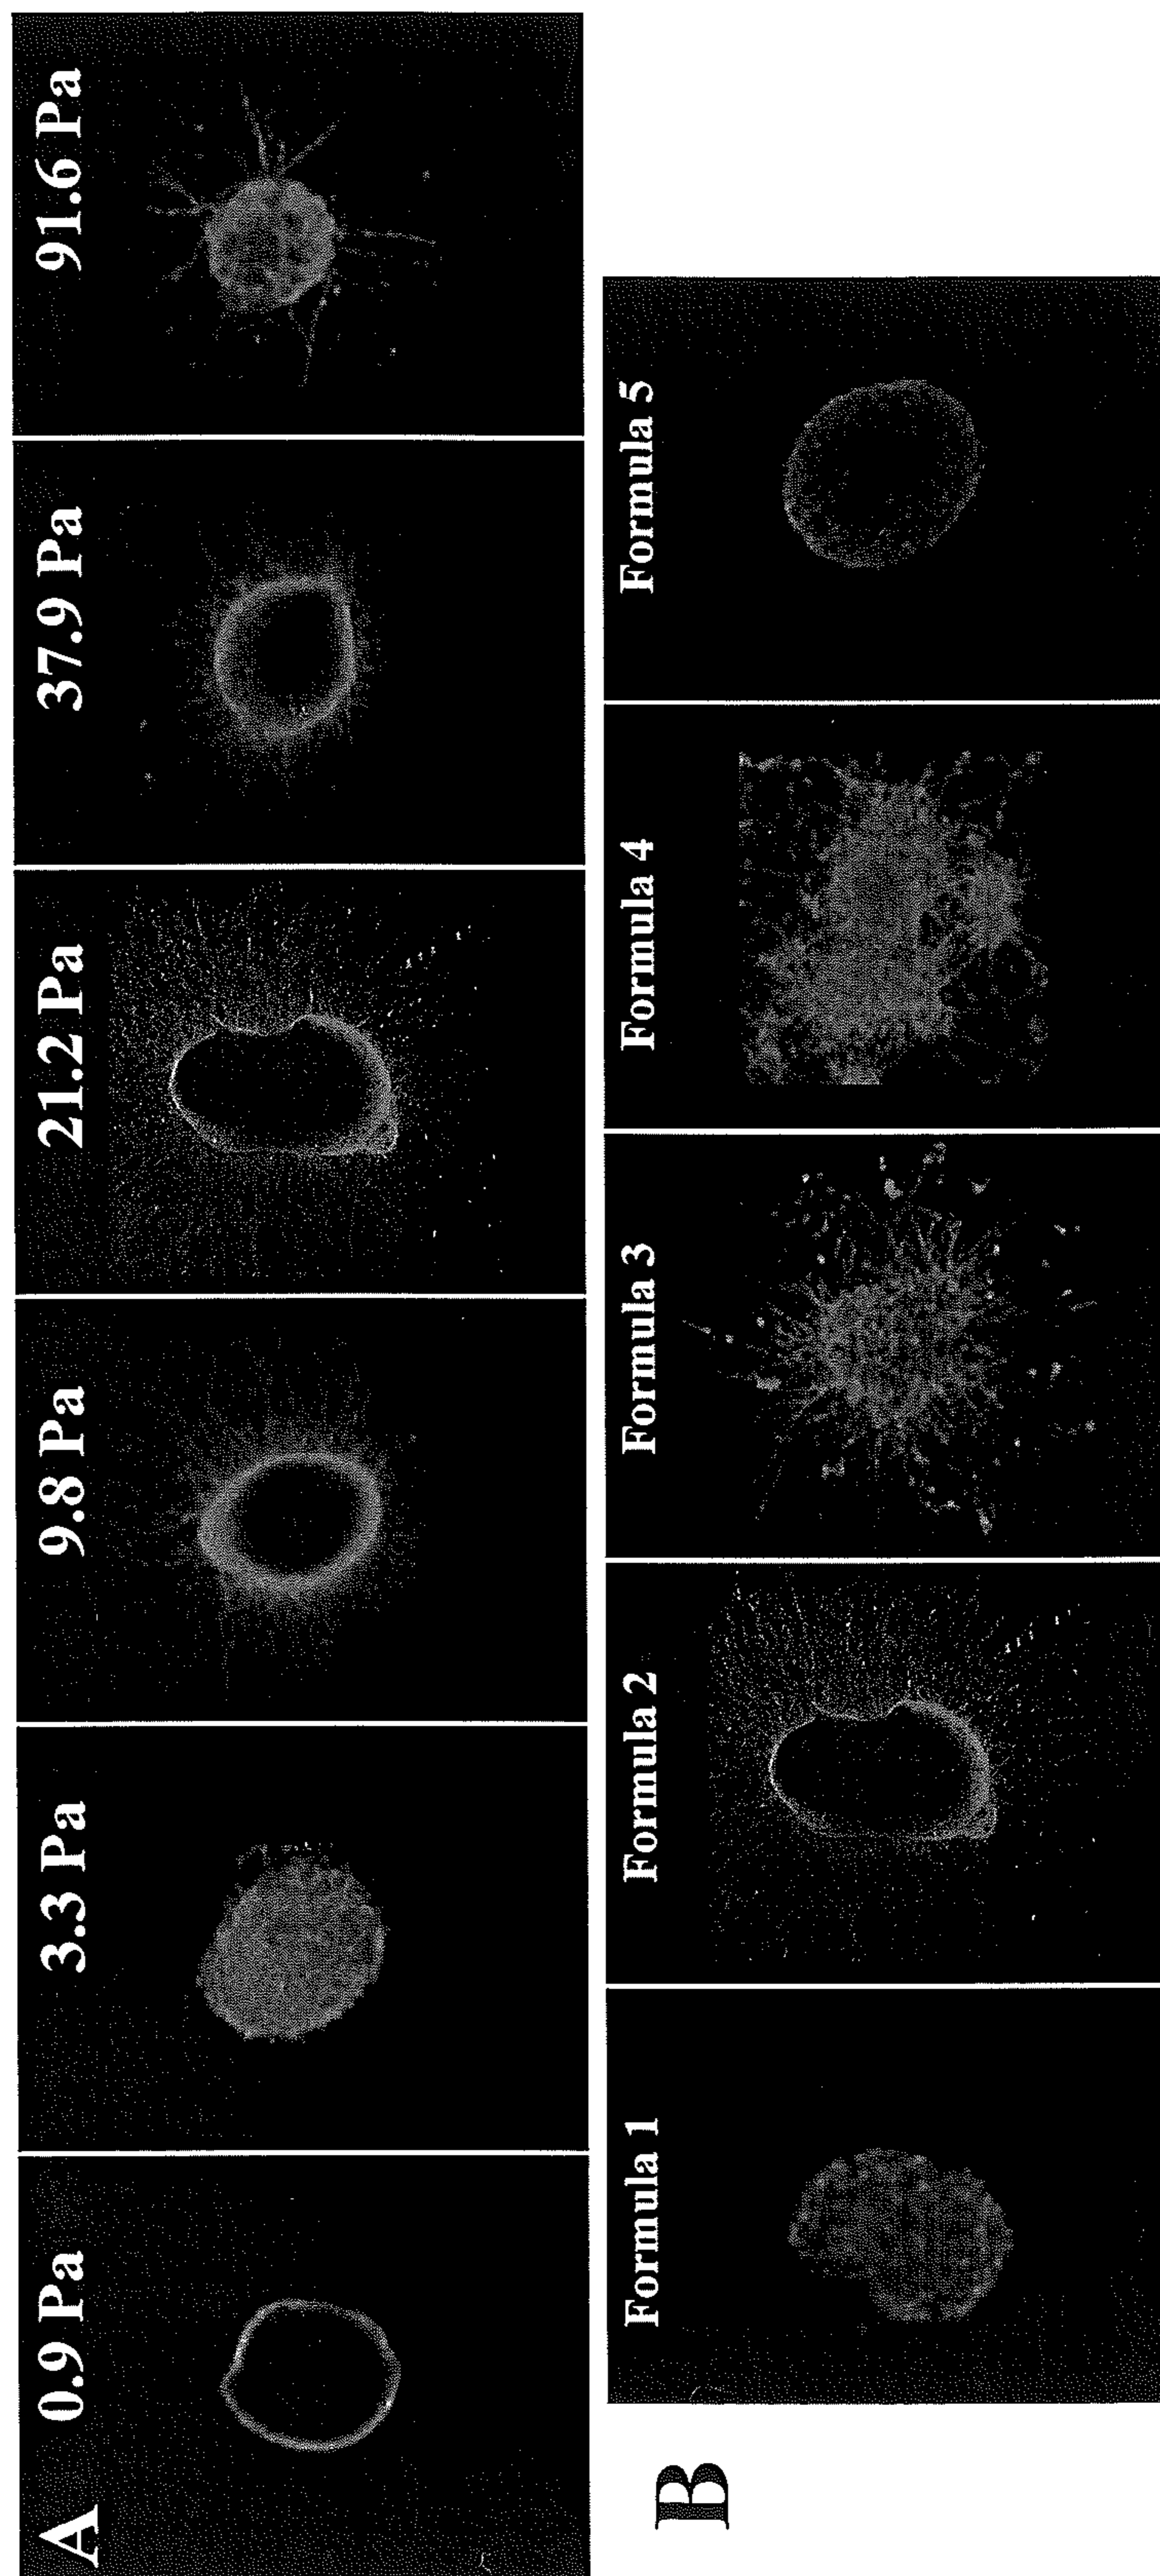 A
0.9 Pa
3.3 Pa
9.8 Pa
21.2 Pa
37.9 Pa
91.6 Pa
B
Formula 1
Formula 2
Formula 3
Formula 4
Formula 5